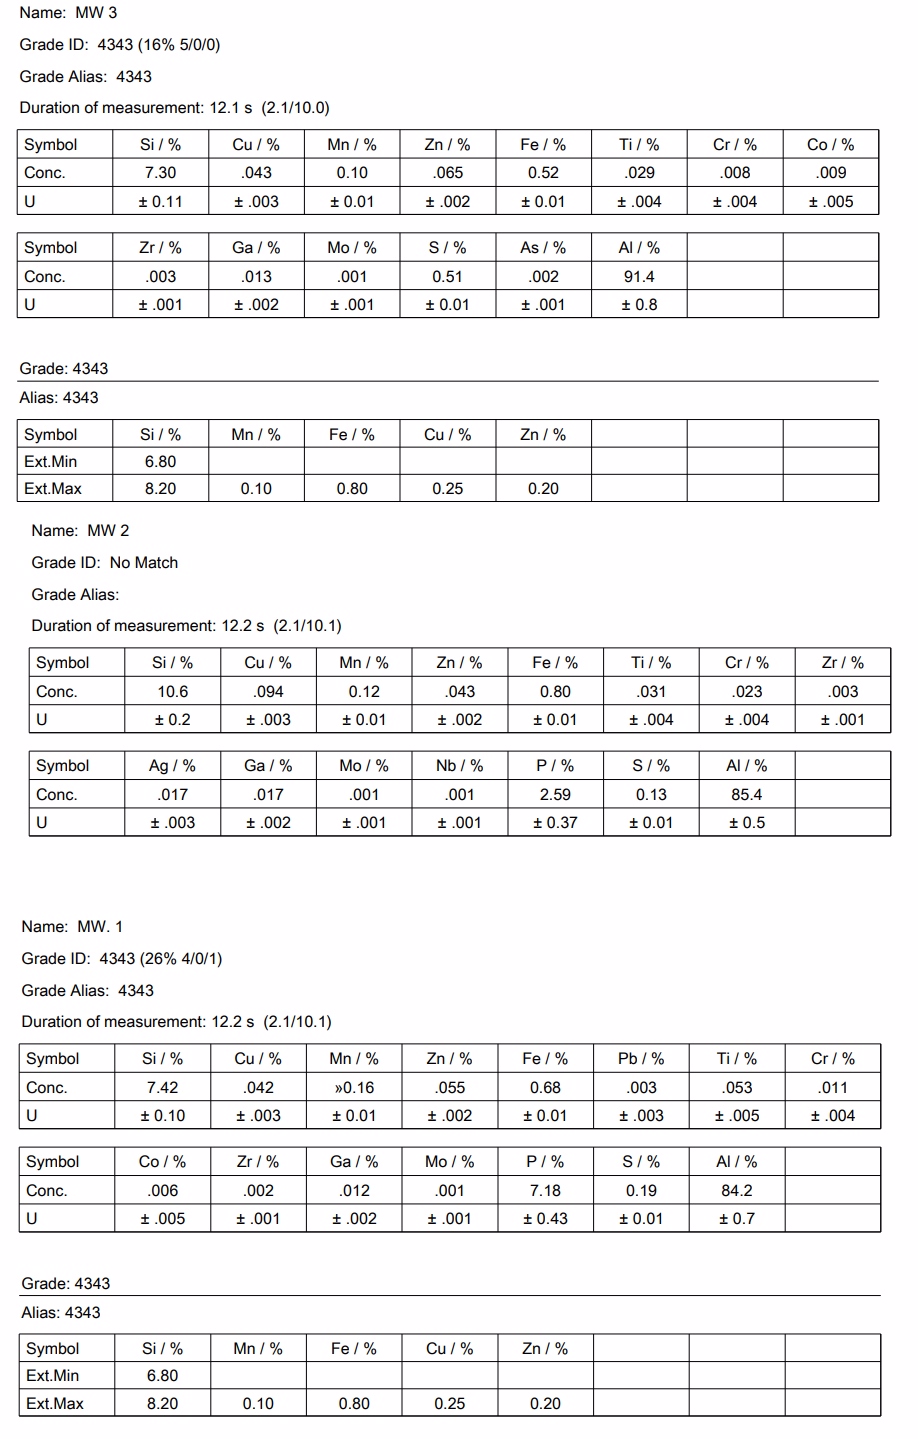 Name: MW 3
Grade ID: 4343 (16% 5/0/0)
Grade Alias: 4343
Duration of measurement: 12.1 s (2.1/10.0)
Symbol Si / % Cu / % Mn / % Zn / % Fe / % Ti / % Cr / % Co / %
Conc. 7.30 .043 0.10 .065 0.52 .029 .008 .009
U ± 0.11 ± .003 ± 0.01 ± .002 ± 0.01 ± .004 ± .004 ± .005
Symbol Zr / % Ga / % Mo / % S / % As / % Al / %
Conc. .003 .013 .001 0.51 .002 91.4
U ± .001 ± .002 ± .001 ± 0.01 ± .001 ± 0.8
Grade: 4343
Alias: 4343
Symbol Si / % Mn / % Fe / % Cu / % Zn / %
Ext.Min 6.80
Ext.Max 8.20 0.10 0.80 0.25 0.20
Name: MW 2
Grade ID: No Match
Grade Alias:
Duration of measurement: 12.2 s (2.1/10.1)
Symbol Si / % Cu / % Mn / % Zn / % Fe / % Ti / % Cr / % Zr / %
Conc. 10.6 .094 0.12 .043 0.80 .031 .023 .003
U ± 0.2 ± .003 ± 0.01 ± .002 ± 0.01 ± .004 ± .004 ± .001
Symbol Ag / % Ga / % Mo / % Nb / % P / % S / % Al / %
Conc. .017 .017 .001 .001 2.59 0.13 85.4
U ± .003 ± .002 ± .001 ± .001 ± 0.37 ± 0.01 ± 0.5
Name: MW. 1
Grade ID: 4343 (26% 4/0/1)
Grade Alias: 4343
Duration of measurement: 12.2 s (2.1/10.1)
Symbol Si / % Cu / % Mn / % Zn / % Fe / % Pb / % Ti / % Cr / %
Conc. 7.42 .042 »0.16 .055 0.68 .003 .053 .011
U ± 0.10 ± .003 ± 0.01 ± .002 ± 0.01 ± .003 ± .005 ± .004
Symbol Co / % Zr / % Ga / % Mo / % P / % S / % Al / %
Conc. .006 .002 .012 .001 7.18 0.19 84.2
U ± .005 ± .001 ± .002 ± .001 ± 0.43 ± 0.01 ± 0.7
Grade: 4343
Alias: 4343
Symbol Si / % Mn / % Fe / % Cu / % Zn / %
Ext.Min 6.80
Ext.Max 8.20 0.10 0.80 0.25 0.20